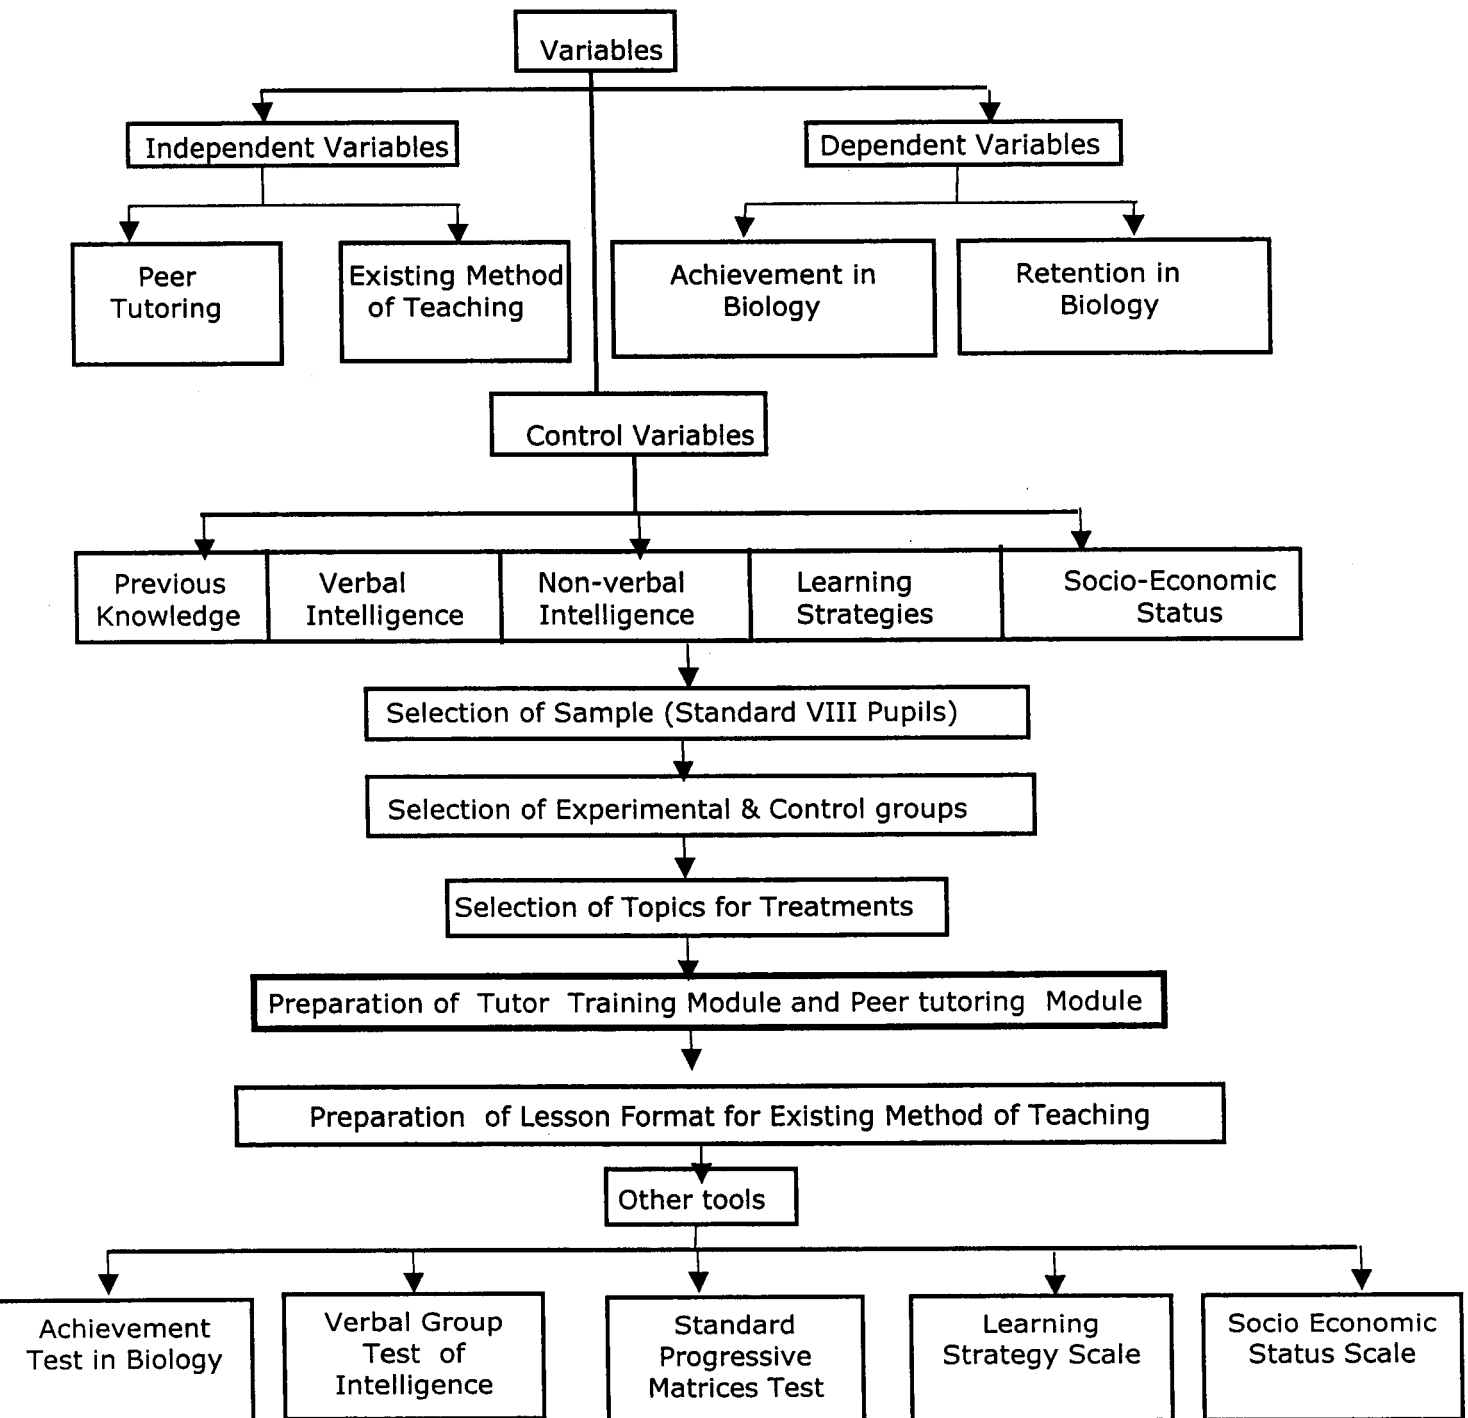 Variables
Independent Variables
Dependent Variables
Peer
Tutoring
Existing Method
of Teaching
Achievement in
Biology
Retention in
Biology
Control Variables
Previous
Knowledge
Verbal
Intelligence
Non-verbal
Intelligence
Learning
Strategies
Socio-Economic
Status
Selection of Sample (Standard VIII Pupils)
Selection of Experimental & Control groups
Selection of Topics for Treatments
Preparation of Tutor Training Module and Peer tutoring Module
Preparation of Lesson Format for Existing Method of Teaching
Other tools
Achievement
Test in Biology
Verbal Group
Test of
Intelligence
Standard
Progressive
Matrices Test
Learning
Strategy Scale
Socio Economic
Status Scale